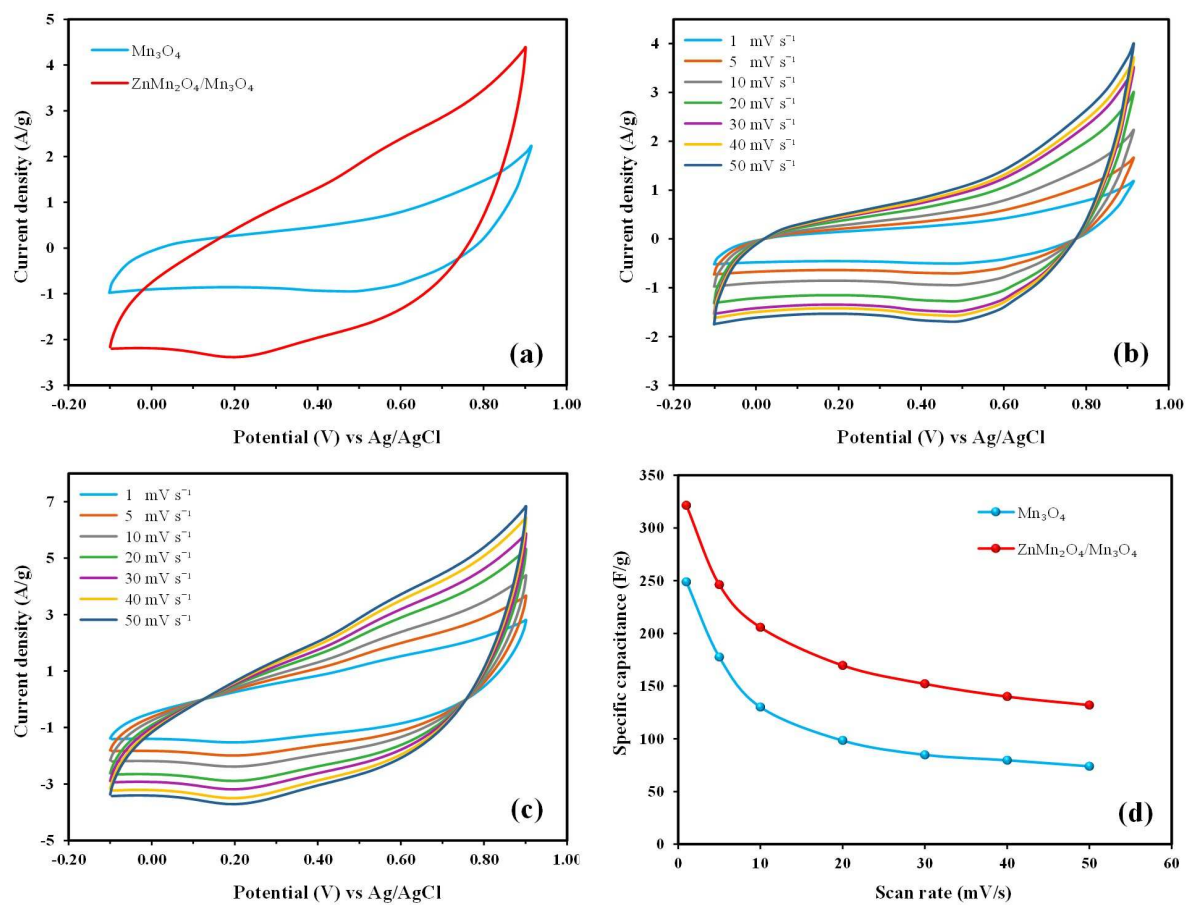 5
4
3
2
1
0
-1
-2
-3
Current density (A/g)
Mn₃O₄
ZnMn₂O₄/Mn₃O₄
(a)
-0.20 0.00 0.20 0.40 0.60 0.80 1.00
Potential (V) vs Ag/AgCl
4
3
2
1
0
-1
-2
-3
Current density (A/g)
1 mV s⁻¹
5 mV s⁻¹
10 mV s⁻¹
20 mV s⁻¹
30 mV s⁻¹
40 mV s⁻¹
50 mV s⁻¹
(b)
-0.20 0.00 0.20 0.40 0.60 0.80 1.00
Potential (V) vs Ag/AgCl
7
5
3
1
-1
-3
-5
Current density (A/g)
1 mV s⁻¹
5 mV s⁻¹
10 mV s⁻¹
20 mV s⁻¹
30 mV s⁻¹
40 mV s⁻¹
50 mV s⁻¹
(c)
-0.20 0.00 0.20 0.40 0.60 0.80 1.00
Potential (V) vs Ag/AgCl
350
300
250
200
150
100
50
0
Specific capacitance (F/g)
Mn₃O₄
ZnMn₂O₄/Mn₃O₄
(d)
0 10 20 30 40 50 60
Scan rate (mV/s)